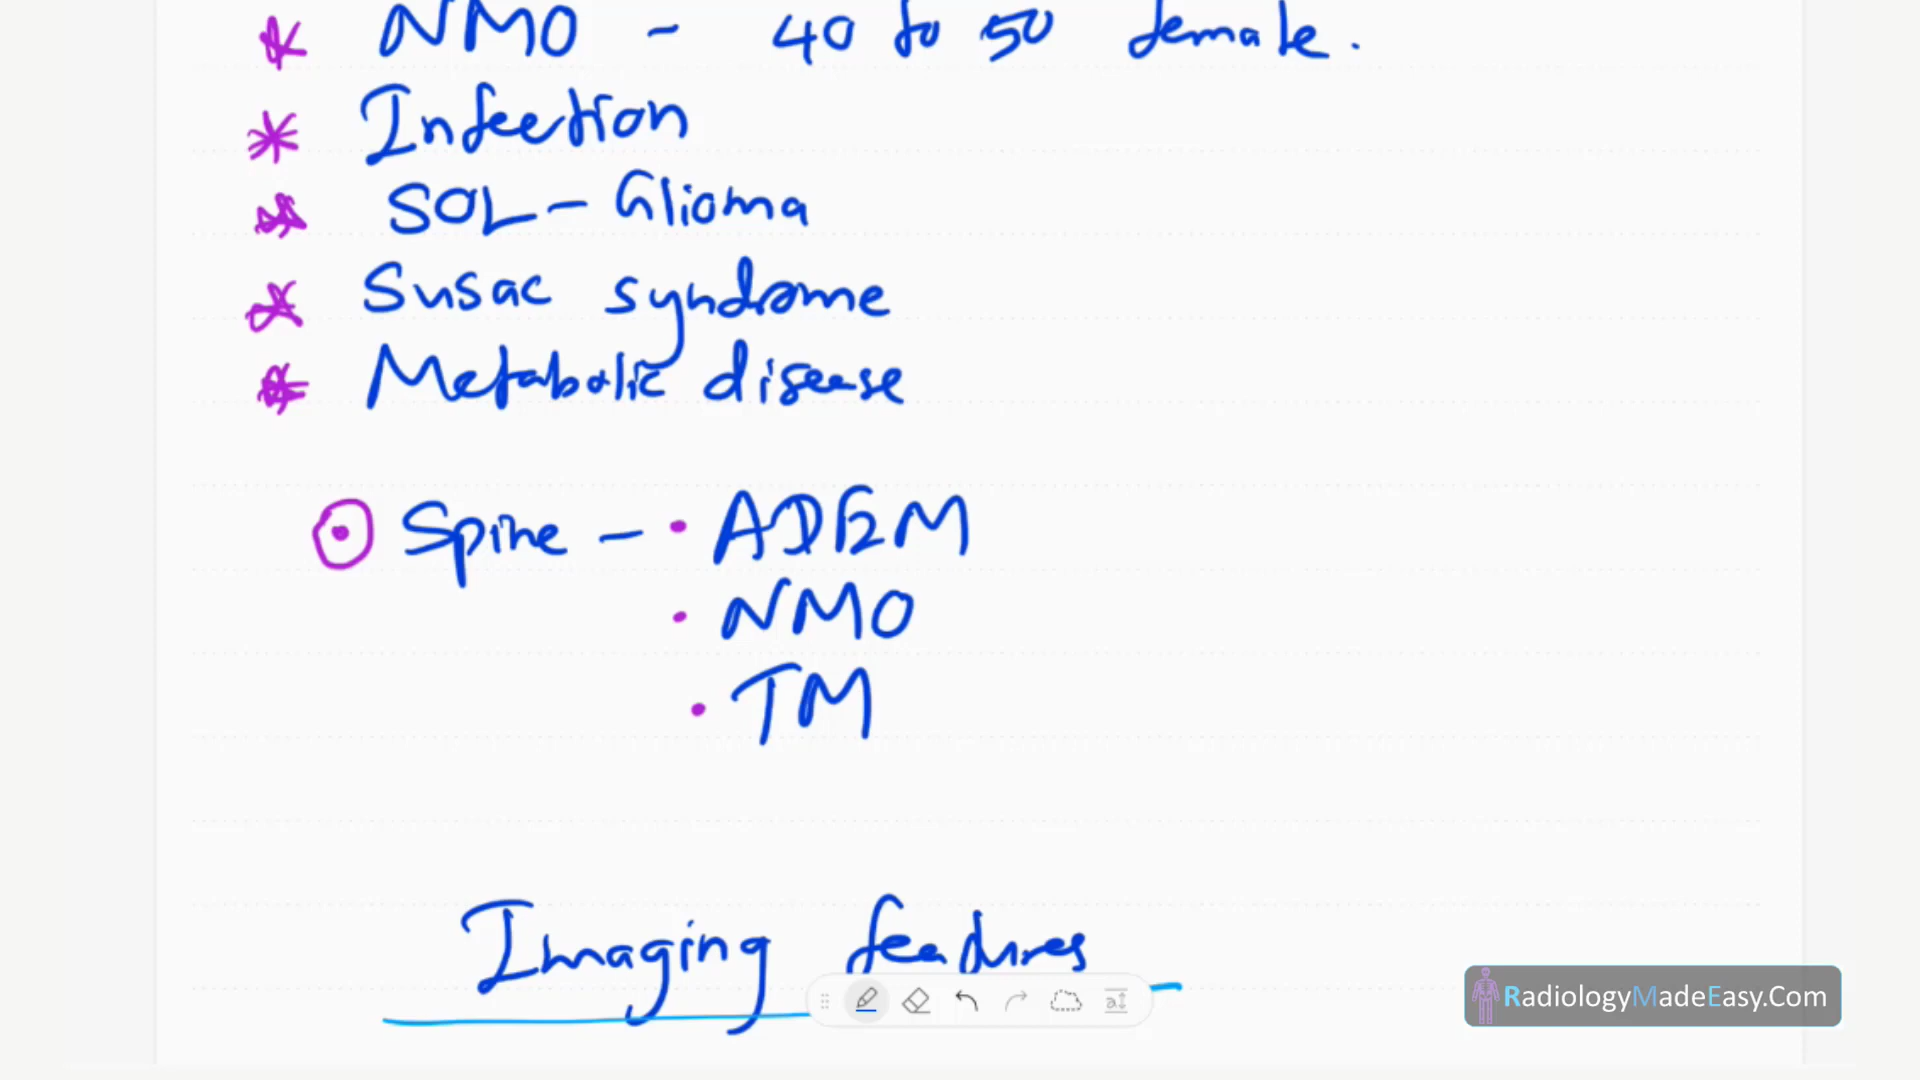 * NMO - 40 to 50 female.
* Infection
* SOL - Glioma
* Susac syndrome
* Metabolic disease
Spine - • ADEM
• NMO
• TM
Imaging features
RadiologyMadeEasy.Com